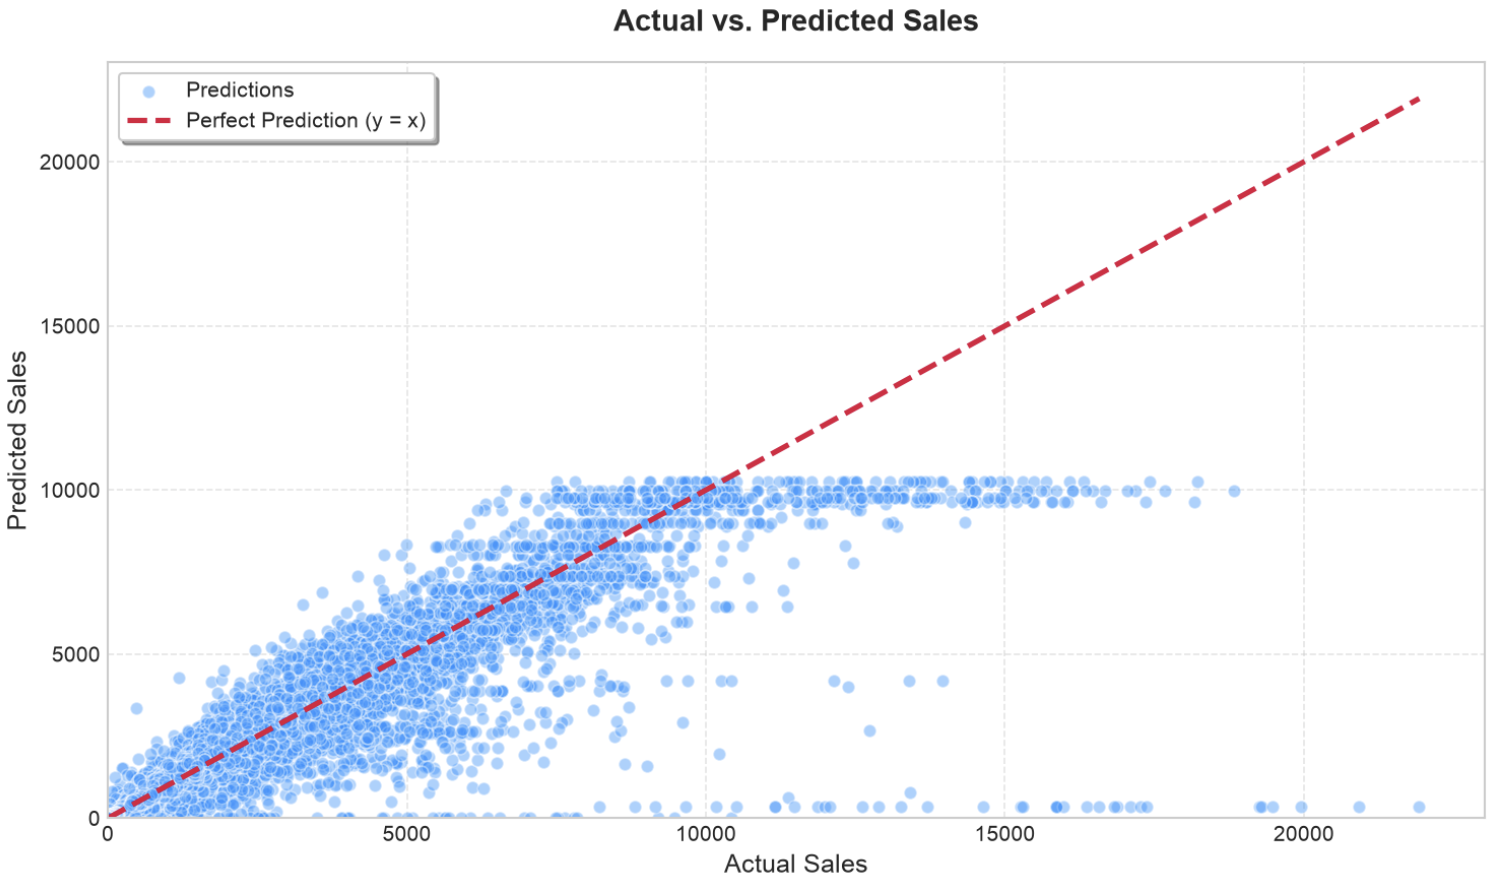 Actual vs. Predicted Sales
Predictions
Perfect Prediction (y = x)
Predicted Sales
20000
15000
10000
5000
0
0 5000 10000 15000 20000
Actual Sales